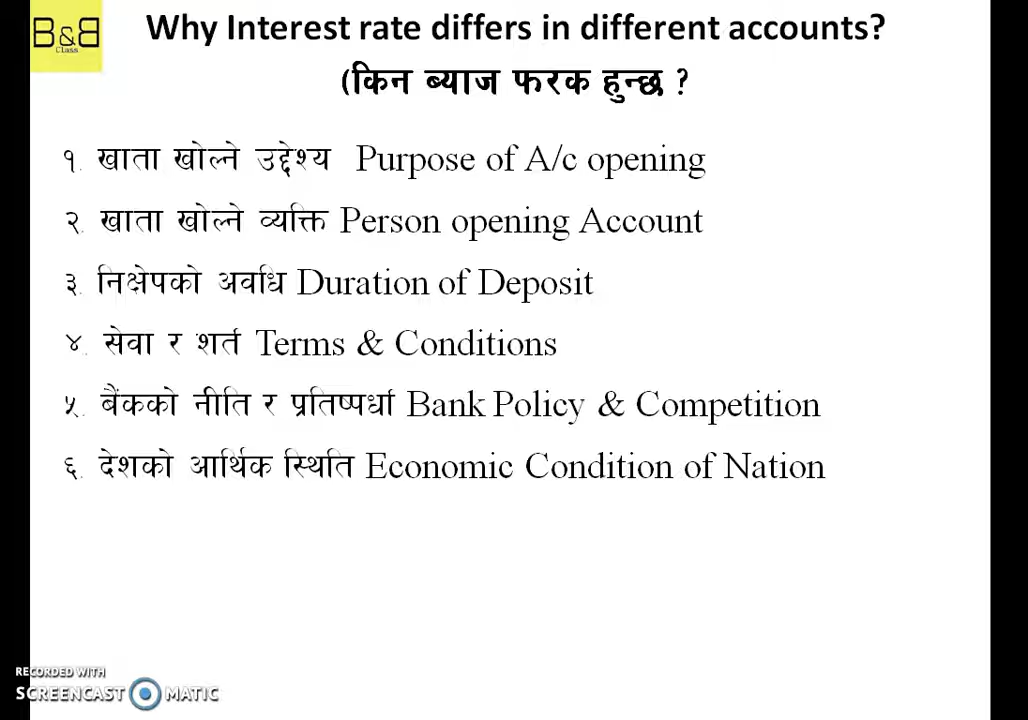 B&B
Class
Why Interest rate differs in different accounts?
(किन ब्याज फरक हुन्छ ?
१. खाता खोल्ने उद्देश्य Purpose of A/c opening
२. खाता खोल्ने व्यक्ति Person opening Account
३. निक्षेपको अवधि Duration of Deposit
४. सेवा र शर्त Terms & Conditions
५. बैंकको नीति र प्रतिष्पर्धा Bank Policy & Competition
६. देशको आर्थिक स्थिति Economic Condition of Nation
RECORDED WITH
SCREENCAST MATIC